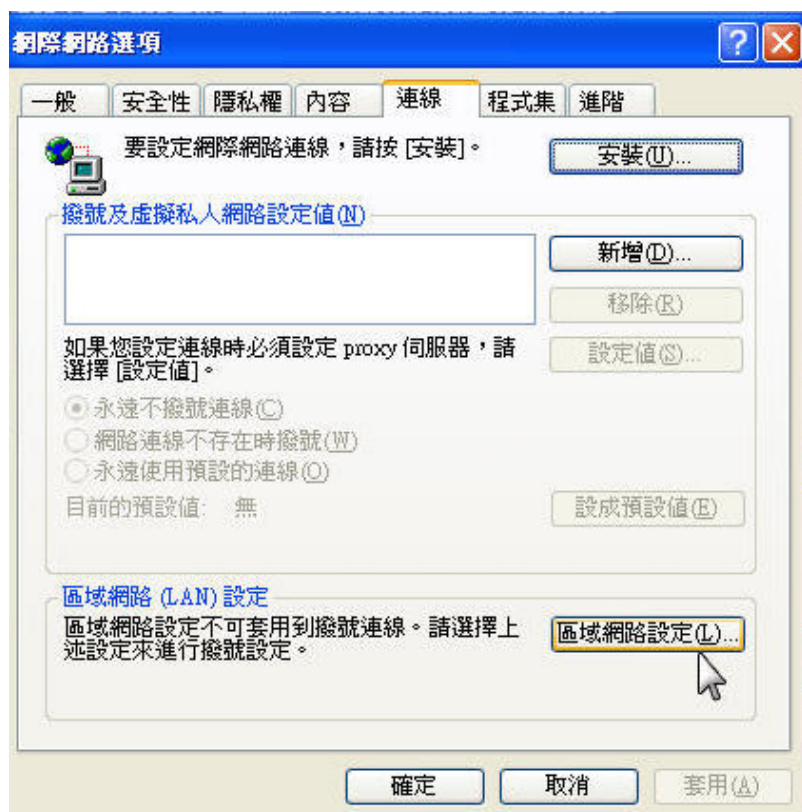 網際網路選項
一般 安全性 隱私權 內容 連線 程式集 進階
要設定網際網路連線，請按 [安裝]。
安裝(U)...
撥號及虛擬私人網路設定值(N)
新增(D)...
移除(R)
如果您設定連線時必須設定 proxy 伺服器，請
選擇 [設定值]。
設定值(S)...
永遠不撥號連線(C)
網路連線不存在時撥號(W)
永遠使用預設的連線(O)
目前的預設值: 無
設成預設值(E)
區域網路 (LAN) 設定
區域網路設定不可套用到撥號連線。請選擇上
述設定來進行撥號設定。
區域網路設定(L)...
確定 取消 套用(A)